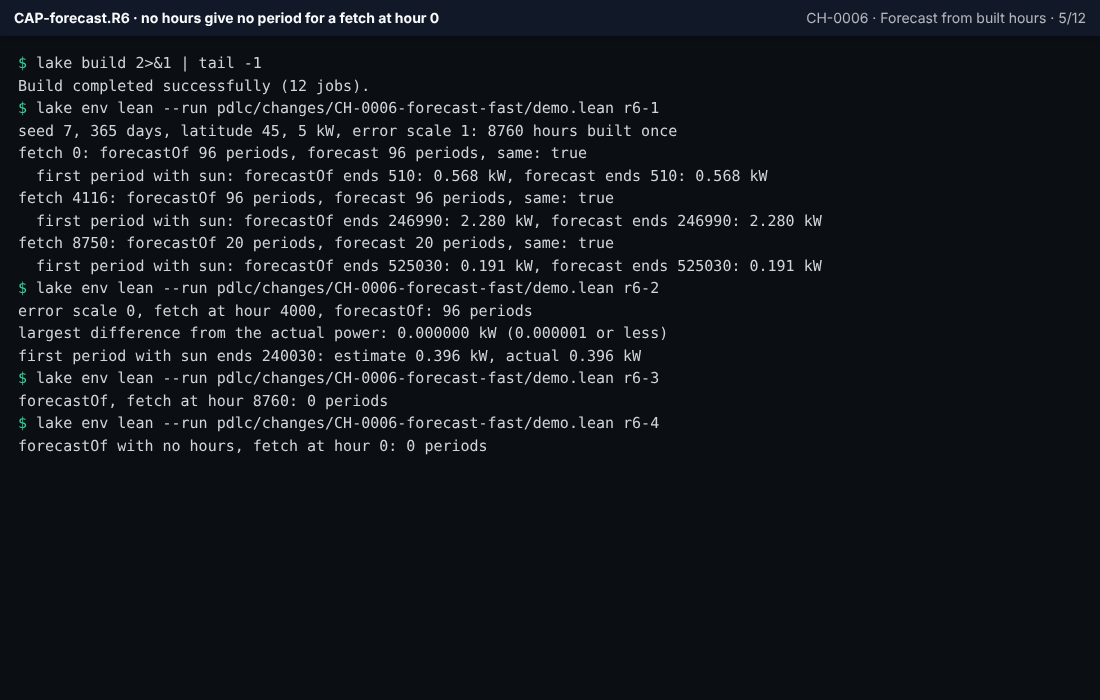 CAP-forecast.R6 · no hours give no period for a fetch at hour 0
CH-0006 · Forecast from built hours · 5/12
$ lake build 2>&1 | tail -1
Build completed successfully (12 jobs).
$ lake env lean --run pdlc/changes/CH-0006-forecast-fast/demo.lean r6-1
seed 7, 365 days, latitude 45, 5 kW, error scale 1: 8760 hours built once
fetch 0: forecastOf 96 periods, forecast 96 periods, same: true
  first period with sun: forecastOf ends 510: 0.568 kW, forecast ends 510: 0.568 kW
fetch 4116: forecastOf 96 periods, forecast 96 periods, same: true
  first period with sun: forecastOf ends 246990: 2.280 kW, forecast ends 246990: 2.280 kW
fetch 8750: forecastOf 20 periods, forecast 20 periods, same: true
  first period with sun: forecastOf ends 525030: 0.191 kW, forecast ends 525030: 0.191 kW
$ lake env lean --run pdlc/changes/CH-0006-forecast-fast/demo.lean r6-2
error scale 0, fetch at hour 4000, forecastOf: 96 periods
largest difference from the actual power: 0.000000 kW (0.000001 or less)
first period with sun ends 240030: estimate 0.396 kW, actual 0.396 kW
$ lake env lean --run pdlc/changes/CH-0006-forecast-fast/demo.lean r6-3
forecastOf, fetch at hour 8760: 0 periods
$ lake env lean --run pdlc/changes/CH-0006-forecast-fast/demo.lean r6-4
forecastOf with no hours, fetch at hour 0: 0 periods